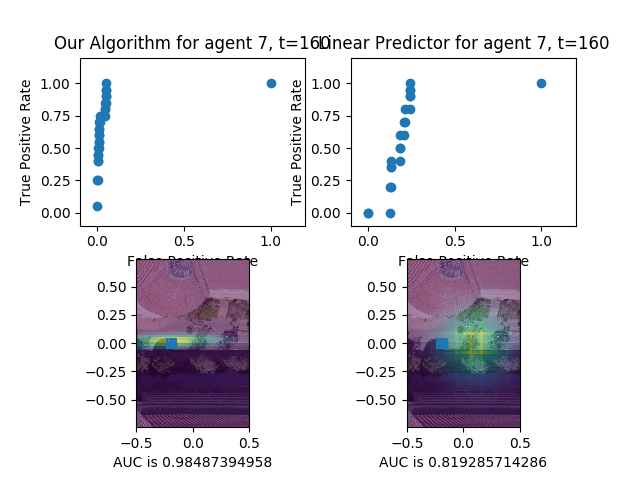 Our Algorithm for agent 7, t=160
Linear Predictor for agent 7, t=160
True Positive Rate
1.00
0.75
0.50
0.25
0.00
0.0 0.5 1.0
False Positive Rate
True Positive Rate
1.00
0.75
0.50
0.25
0.00
0.0 0.5 1.0
False Positive Rate
0.50
0.25
0.00
−0.25
−0.50
−0.5 0.0 0.5
AUC is 0.98487394958
0.50
0.25
0.00
−0.25
−0.50
−0.5 0.0 0.5
AUC is 0.819285714286